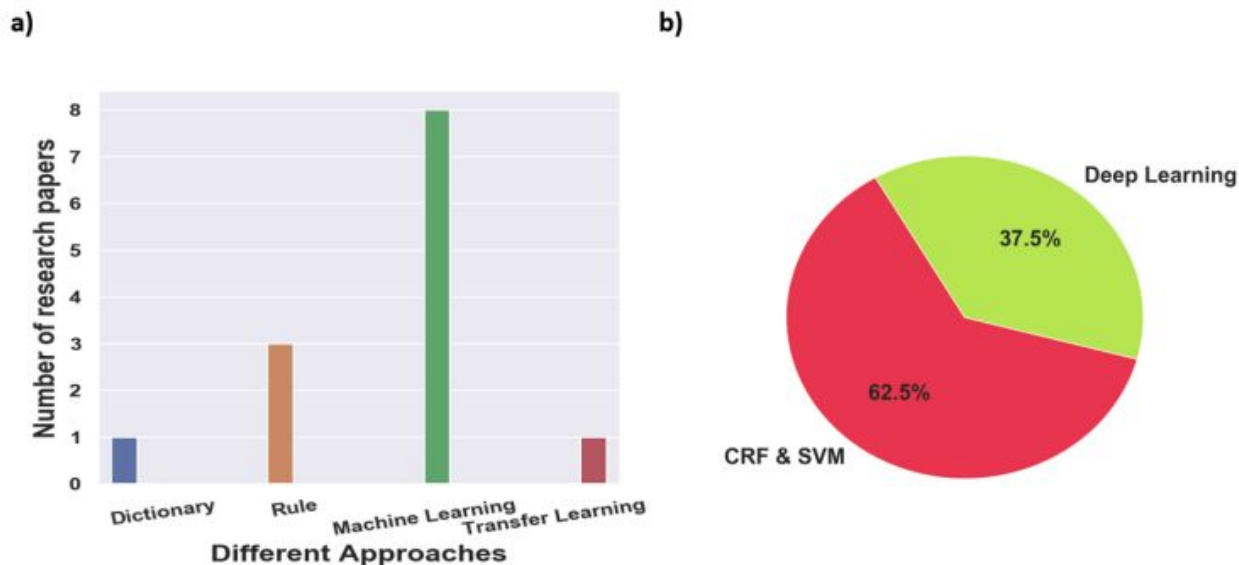 a)
b)
Number of research papers
8
7
6
5
4
3
2
1
0
Dictionary
Rule
Machine Learning
Transfer Learning
Different Approaches
Deep Learning
37.5%
62.5%
CRF & SVM